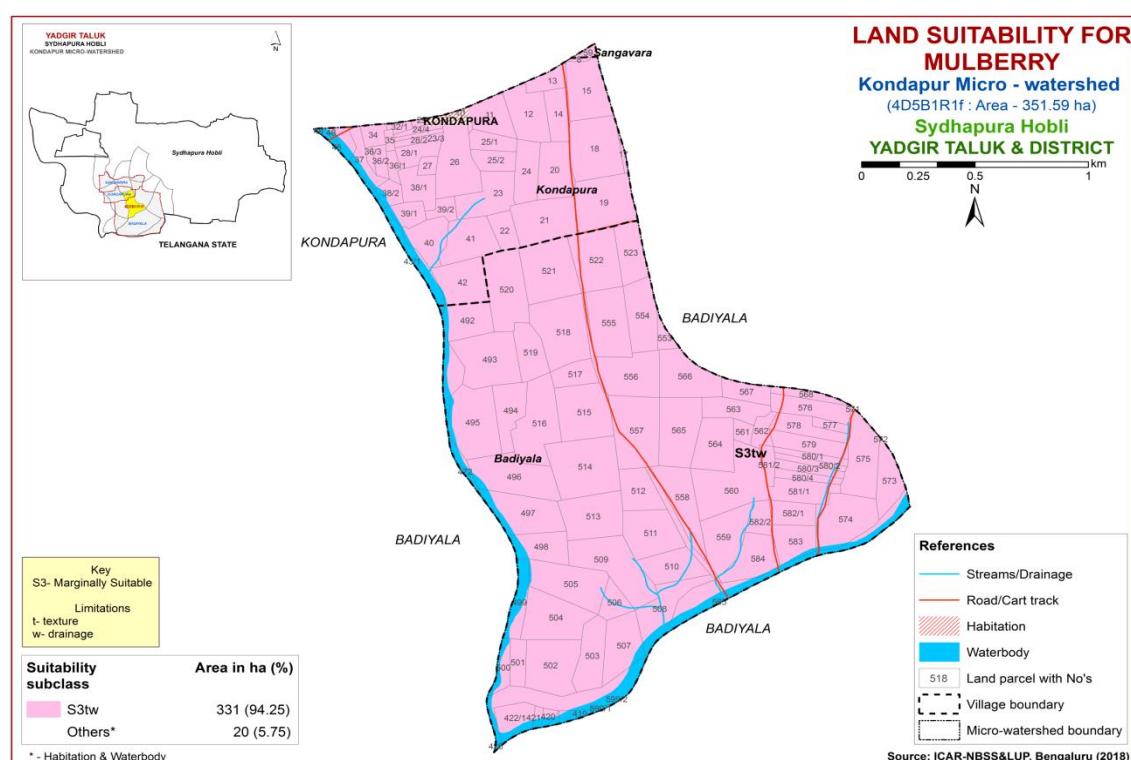 YADGIR TALUK
SYDHAPURA HOBLI
KONDAPUR MICRO-WATERSHED
N
Sydhapura Hobli
KONDAPURA
BADIYALA
TELANGANA STATE
LAND SUITABILITY FOR
MULBERRY
Kondapur Micro - watershed
(4D5B1R1f : Area - 351.59 ha)
Sydhapura Hobli
YADGIR TALUK & DISTRICT
0 0.25 0.5 1
km
N
Sangavara
13
15
KONDAPURA
12
14
34
32/1
24/4
23/3
35
28/2
25/1
18
36/3
28/1
37
36/2
36/1
27
26
25/2
24
20
38/2
38/1
23
Kondapura
19
39/1
39/2
22
21
KONDAPURA
40
41
42
520
521
522
523
492
518
555
554
553
BADIYALA
493
519
517
556
566
567
568
571
494
515
563
576
577
495
516
557
565
564
561
562
578
572
579
Badiyala
S3tw
580/1
575
514
581/2
580/3
580/2
496
580/4
573
512
558
560
581/1
497
513
582/1
574
BADIYALA
498
511
559
582/2
583
509
584
510
505
506
504
503
507
BADIYALA
501
502
500
422/1
421
420
Key
S3- Marginally Suitable
Limitations
t- texture
w- drainage
Suitability
subclass
Area in ha (%)
S3tw 331 (94.25)
Others* 20 (5.75)
* - Habitation & Waterbody
References
Streams/Drainage
Road/Cart track
Habitation
Waterbody
518 Land parcel with No's
Village boundary
Micro-watershed boundary
Source: ICAR-NBSS&LUP, Bengaluru (2018)